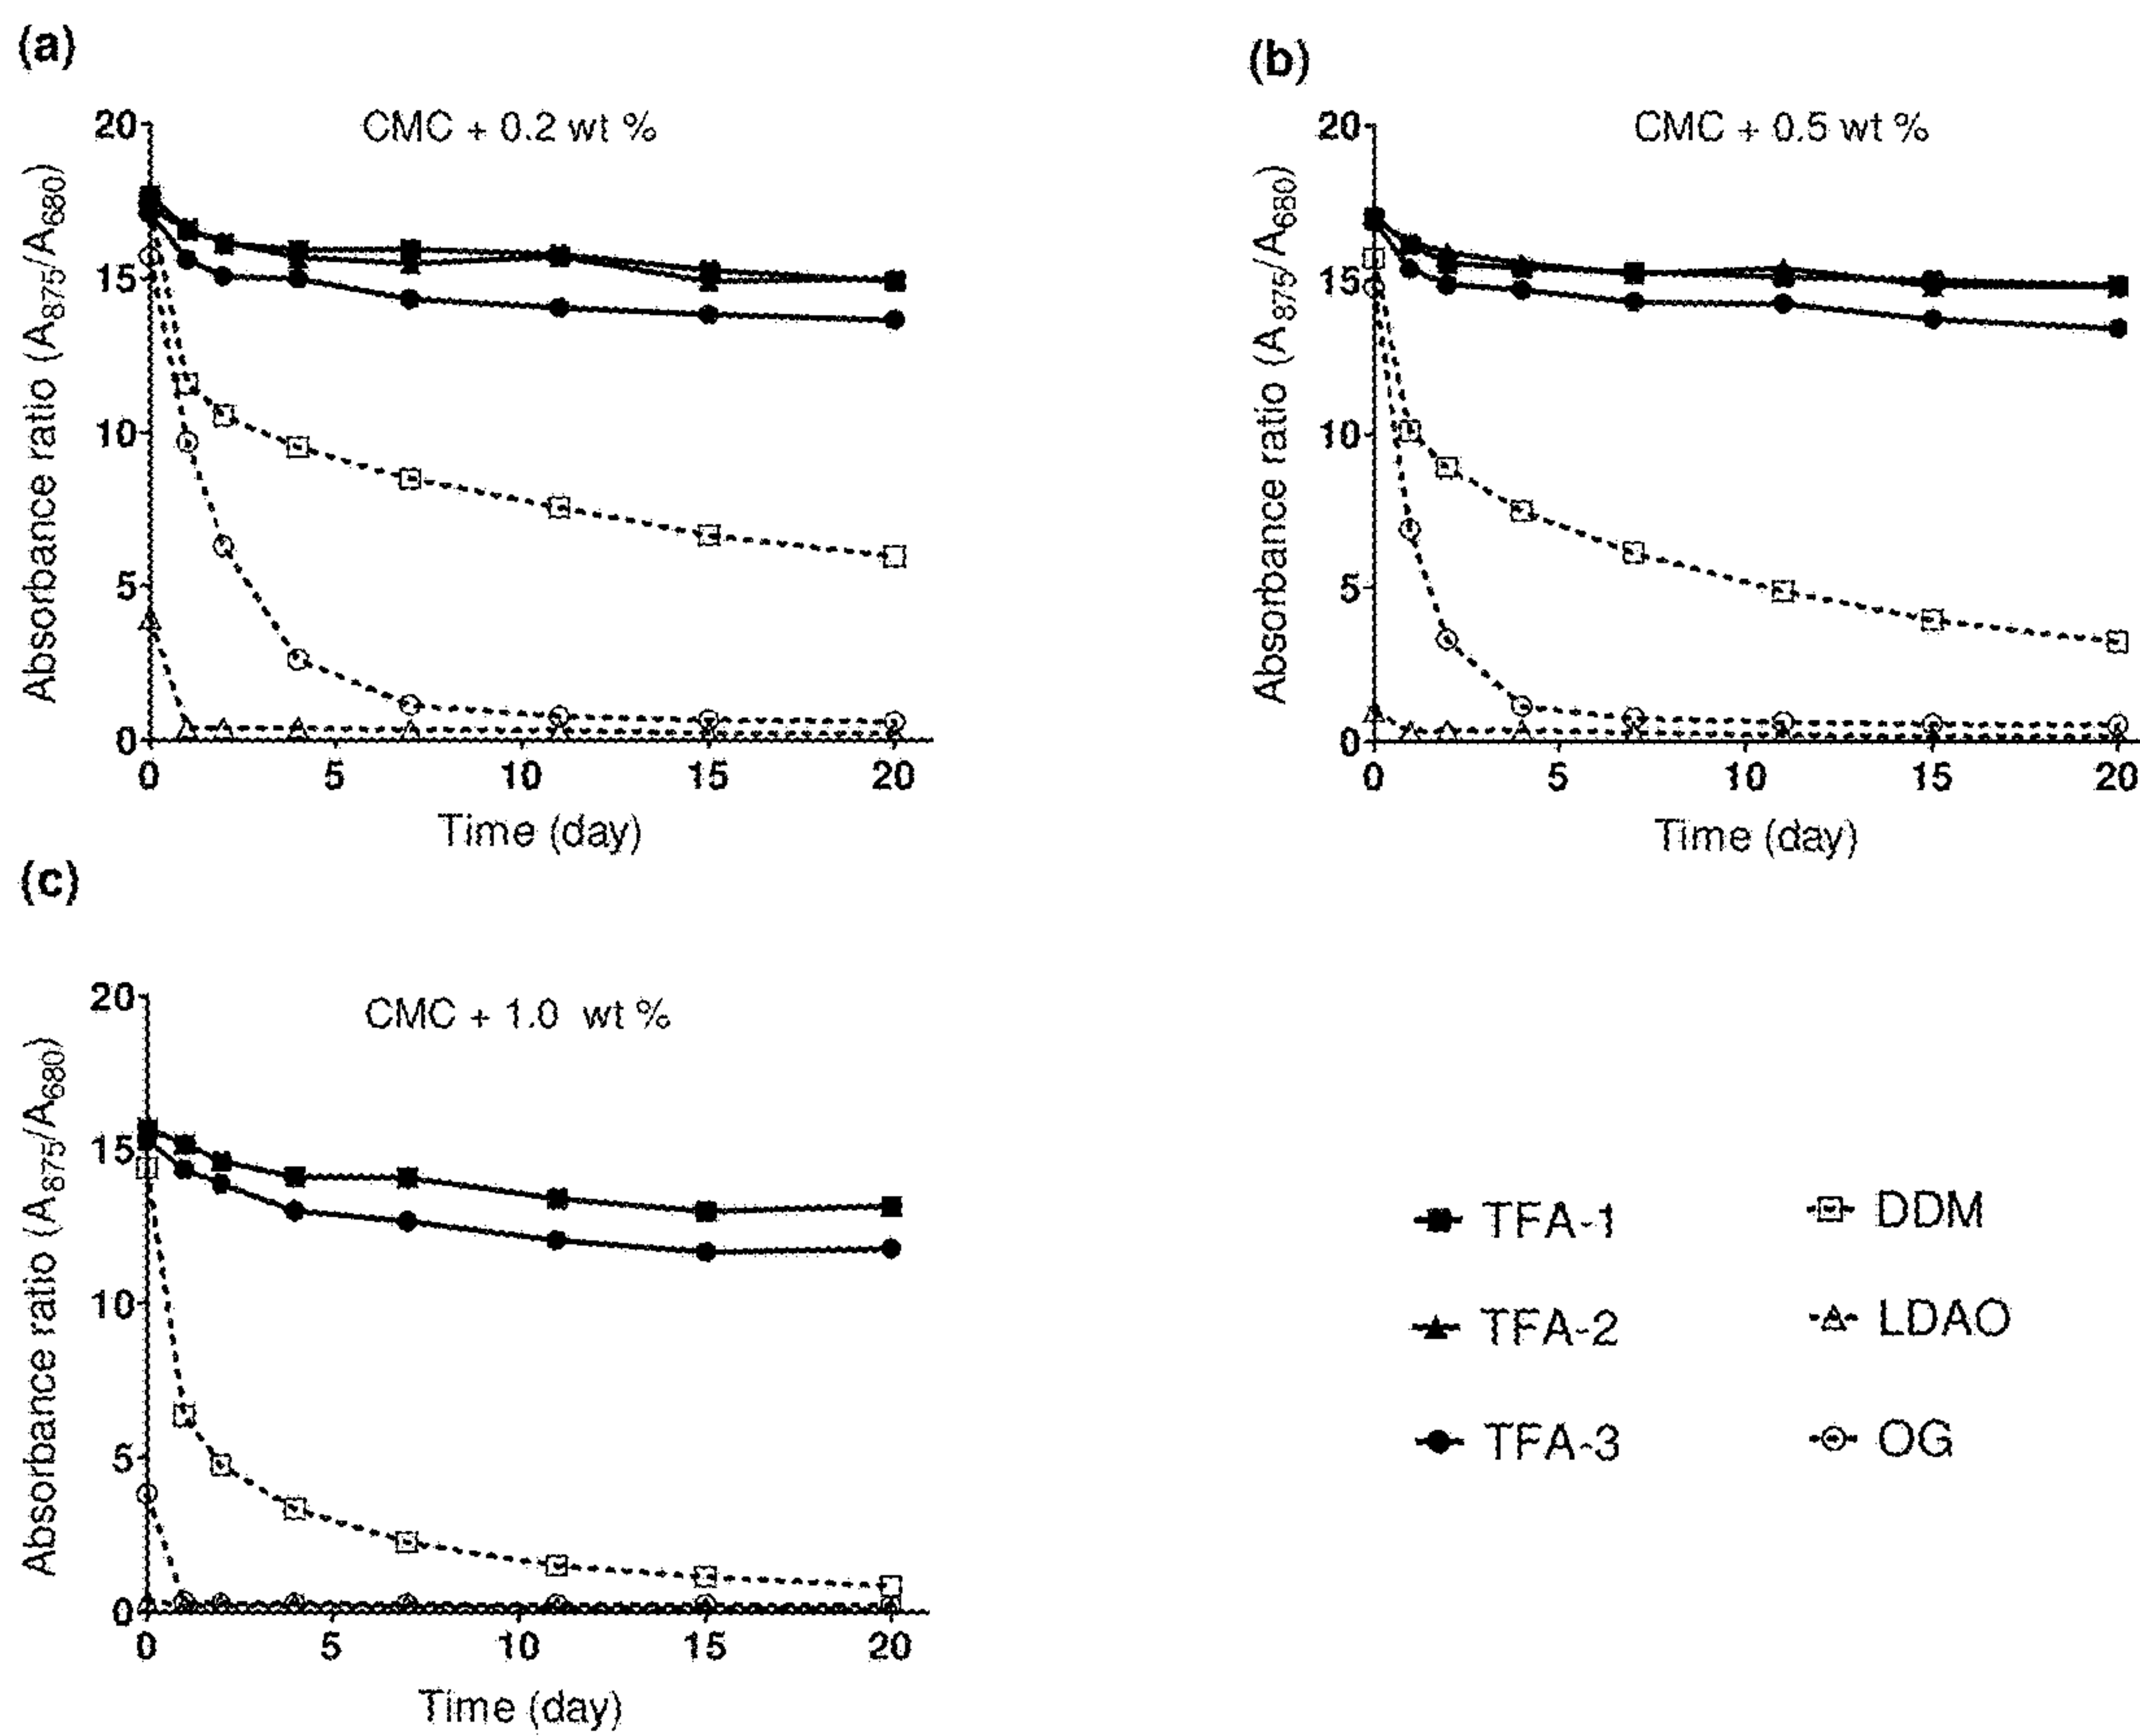 (a)
CMC + 0.2 wt %
Absorbance ratio (A875/A680)
20
15
10
5
0
0 5 10 15 20
Time (day)
(b)
CMC + 0.5 wt %
Absorbance ratio (A875/A680)
20
15
10
5
0
0 5 10 15 20
Time (day)
(c)
CMC + 1.0 wt %
Absorbance ratio (A875/A680)
20
15
10
5
0
0 5 10 15 20
Time (day)
TFA-1
TFA-2
TFA-3
DDM
LDAO
OG